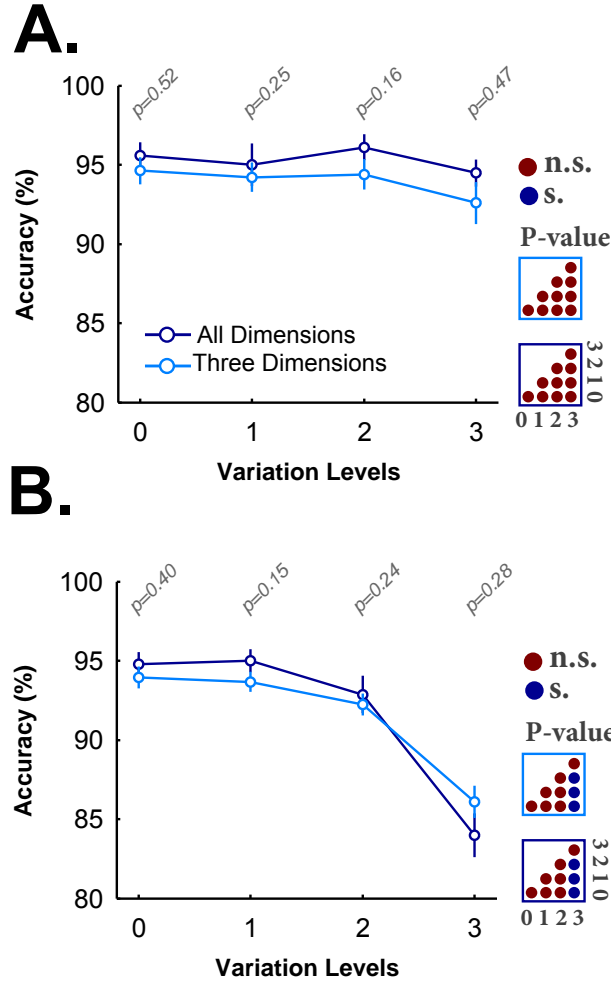 A.
p=0.52 p=0.25 p=0.16 p=0.47
100
95
90
85
80
Accuracy (%)
All Dimensions
Three Dimensions
0 1 2 3
Variation Levels
n.s.
s.
P-value
3 2 1 0
0 1 2 3
B.
p=0.40 p=0.15 p=0.24 p=0.28
100
95
90
85
80
Accuracy (%)
0 1 2 3
Variation Levels
n.s.
s.
P-value
3 2 1 0
0 1 2 3